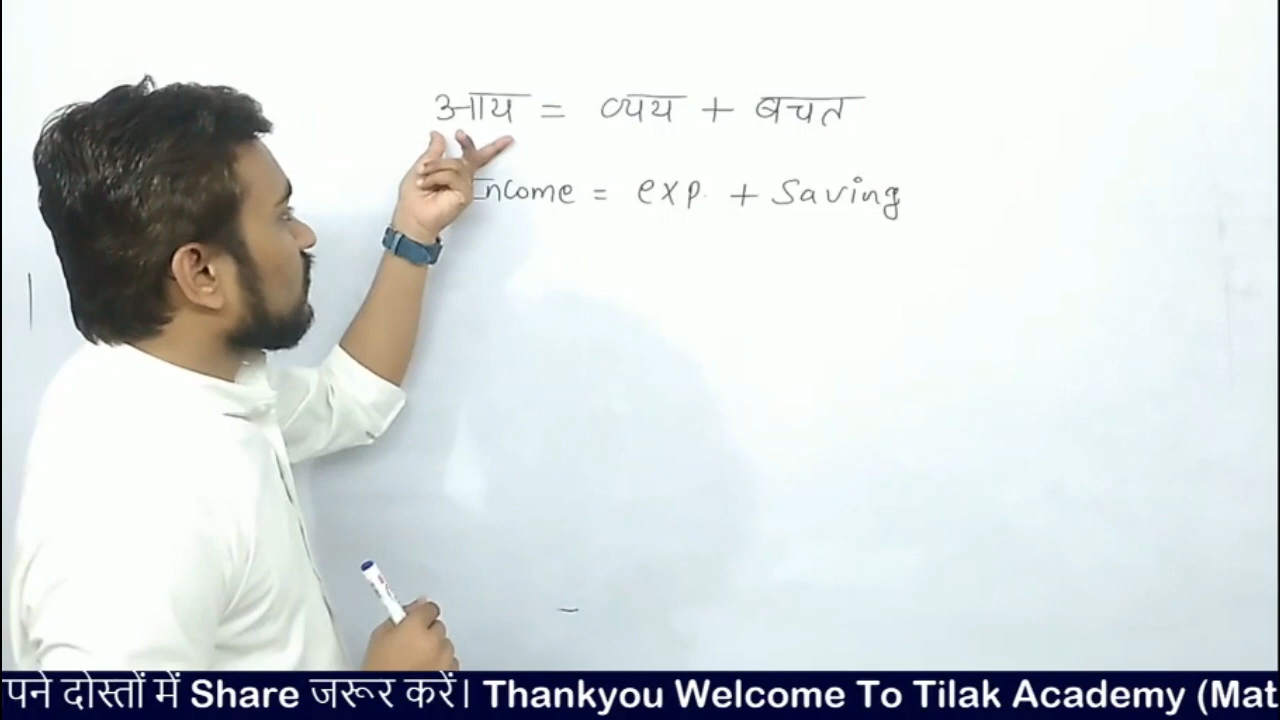 आय = व्यय + बचत
Income = exp. + Saving
पने दोस्तों में Share जरूर करें। Thankyou Welcome To Tilak Academy (Mat